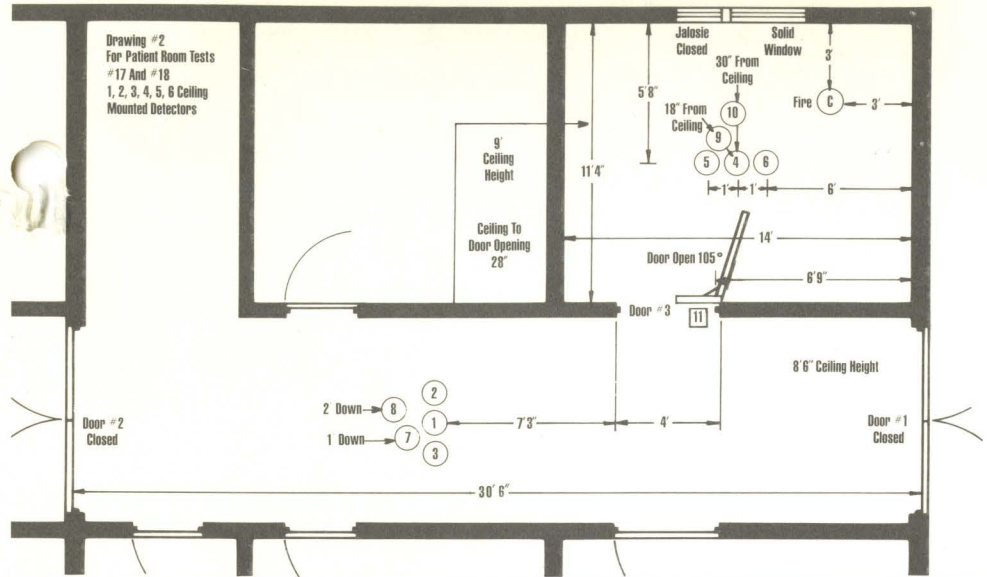 Drawing #2
For Patient Room Tests
#17 And #18
1, 2, 3, 4, 5, 6 Ceiling
Mounted Detectors
Jalosie
Closed
Solid
Window
30" From
Ceiling
5'8"
3'
Fire
C
3'
10
18" From
Ceiling
9
5
4
6
1'
1'
6'
9'
Ceiling
Height
11'4"
Ceiling To
Door Opening
28"
14'
Door Open 105°
6'9"
Door #3
11
8'6" Ceiling Height
2
2 Down
8
1
7'3"
4'
1 Down
7
3
Door #2
Closed
Door #1
Closed
30' 6"